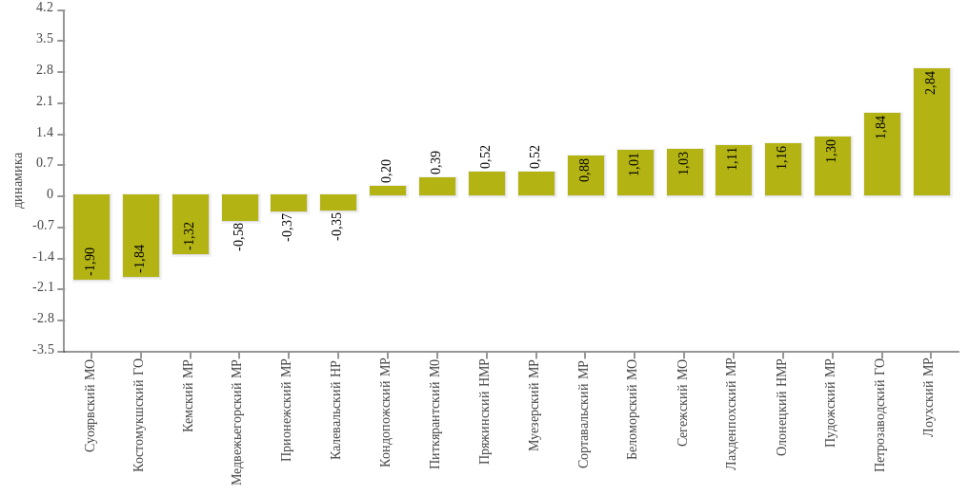 4.2
3.5
2.8
2.1
1.4
0.7
0
-0.7
-1.4
-2.1
-2.8
-3.5
динамика
-1,90
-1,84
-1,32
-0,58
-0,37
-0,35
0,20
0,39
0,52
0,52
0,88
1,01
1,03
1,11
1,16
1,30
1,84
2,84
Суоярвский МО
Костомукшский ГО
Кемский МР
Медвежьегорский МР
Прионежский МР
Калевальский НР
Кондопожский МР
Питкярантский М0
Пряжинский НМР
Муезерский МР
Сортавальский МР
Беломорский МО
Сегежский МО
Лахденпохский МР
Олонецкий НМР
Пудожский МР
Петрозаводский ГО
Лоухский МР